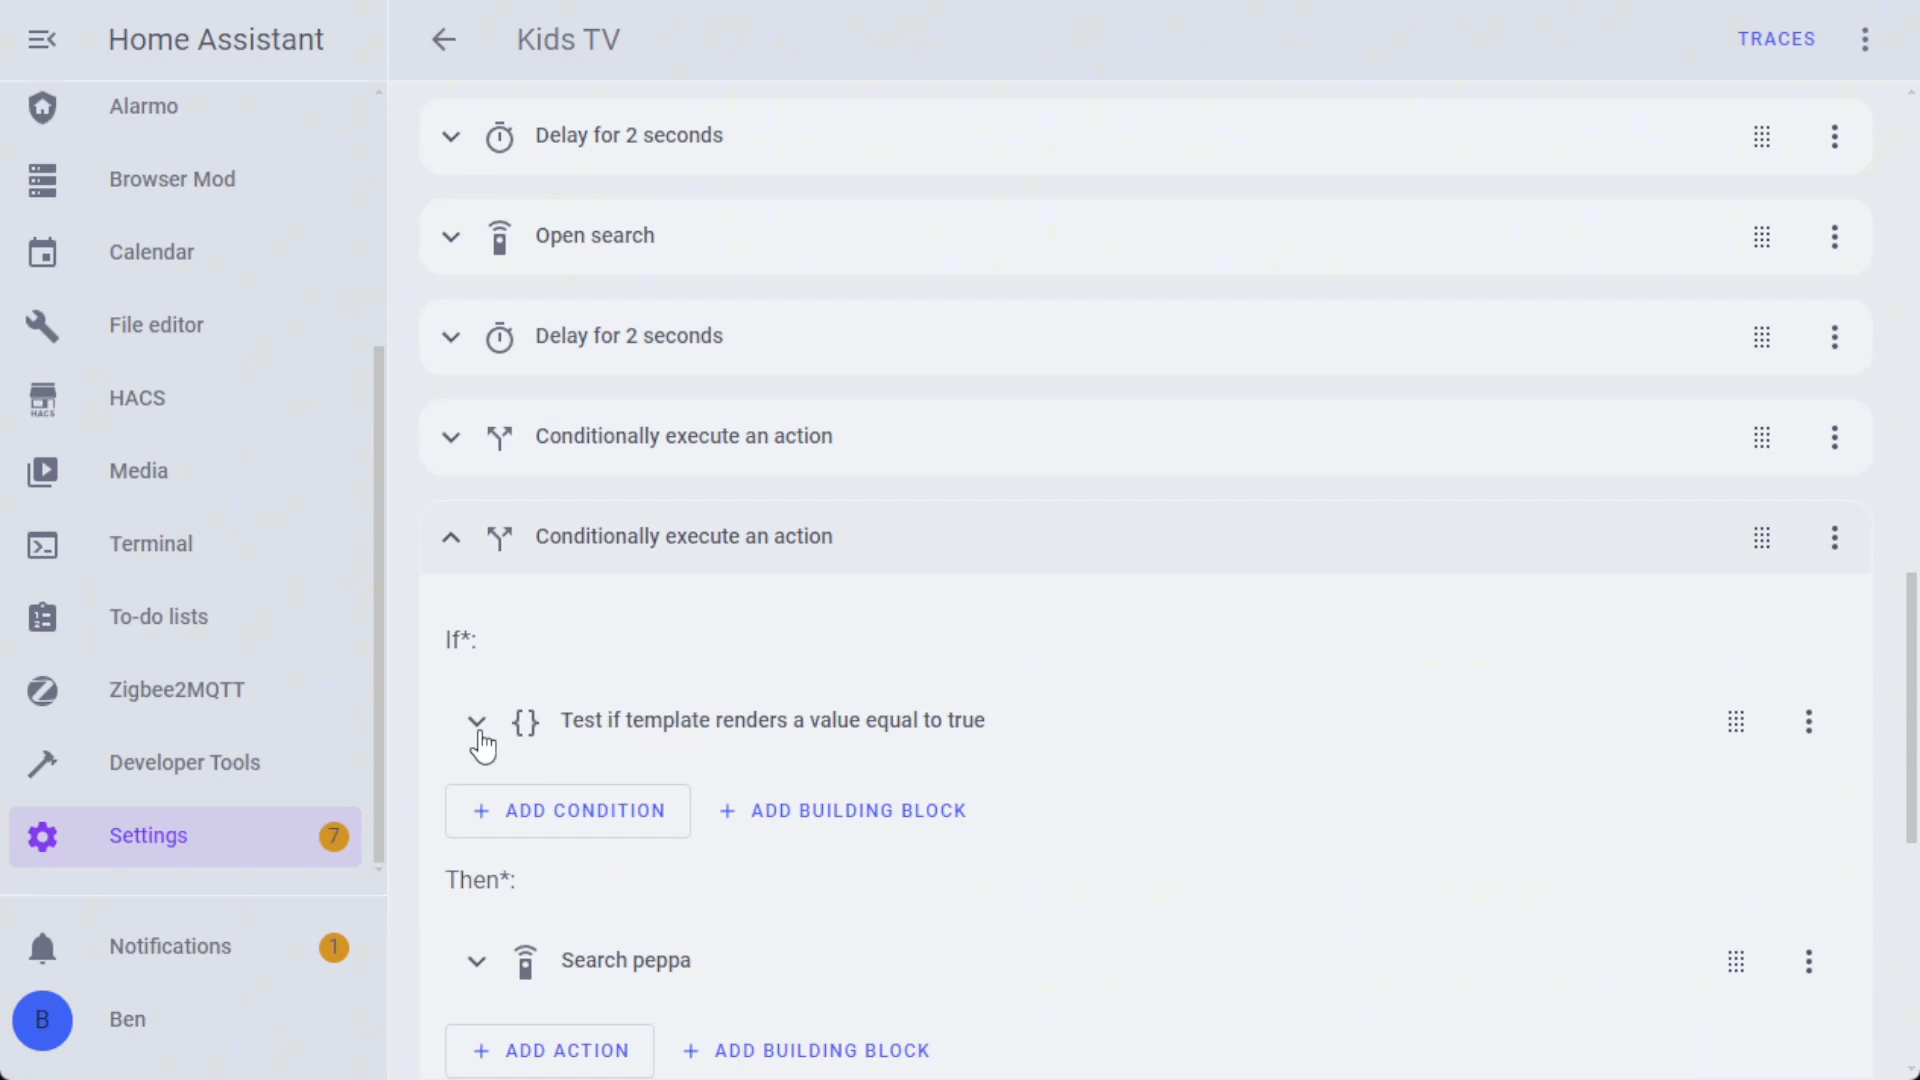 Home Assistant
Kids TV
TRACES
Alarmo
Browser Mod
Calendar
File editor
HACS
HACS
Media
Terminal
To-do lists
Zigbee2MQTT
Developer Tools
Settings
7
Notifications
1
B
Ben
Delay for 2 seconds
Open search
Delay for 2 seconds
Conditionally execute an action
Conditionally execute an action
If*:
{} Test if template renders a value equal to true
+ ADD CONDITION
+ ADD BUILDING BLOCK
Then*:
Search peppa
+ ADD ACTION
+ ADD BUILDING BLOCK